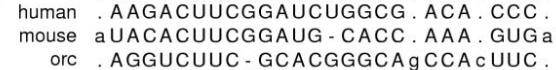 human . A A G A C U U C G G A U C U G G C G . A C A . C C C .
mouse a U A C A C U U C G G A U G - C A C C . A A A . G U G a
orc . A G G U C U U C - G C A C G G G C A g C C A c U U C .